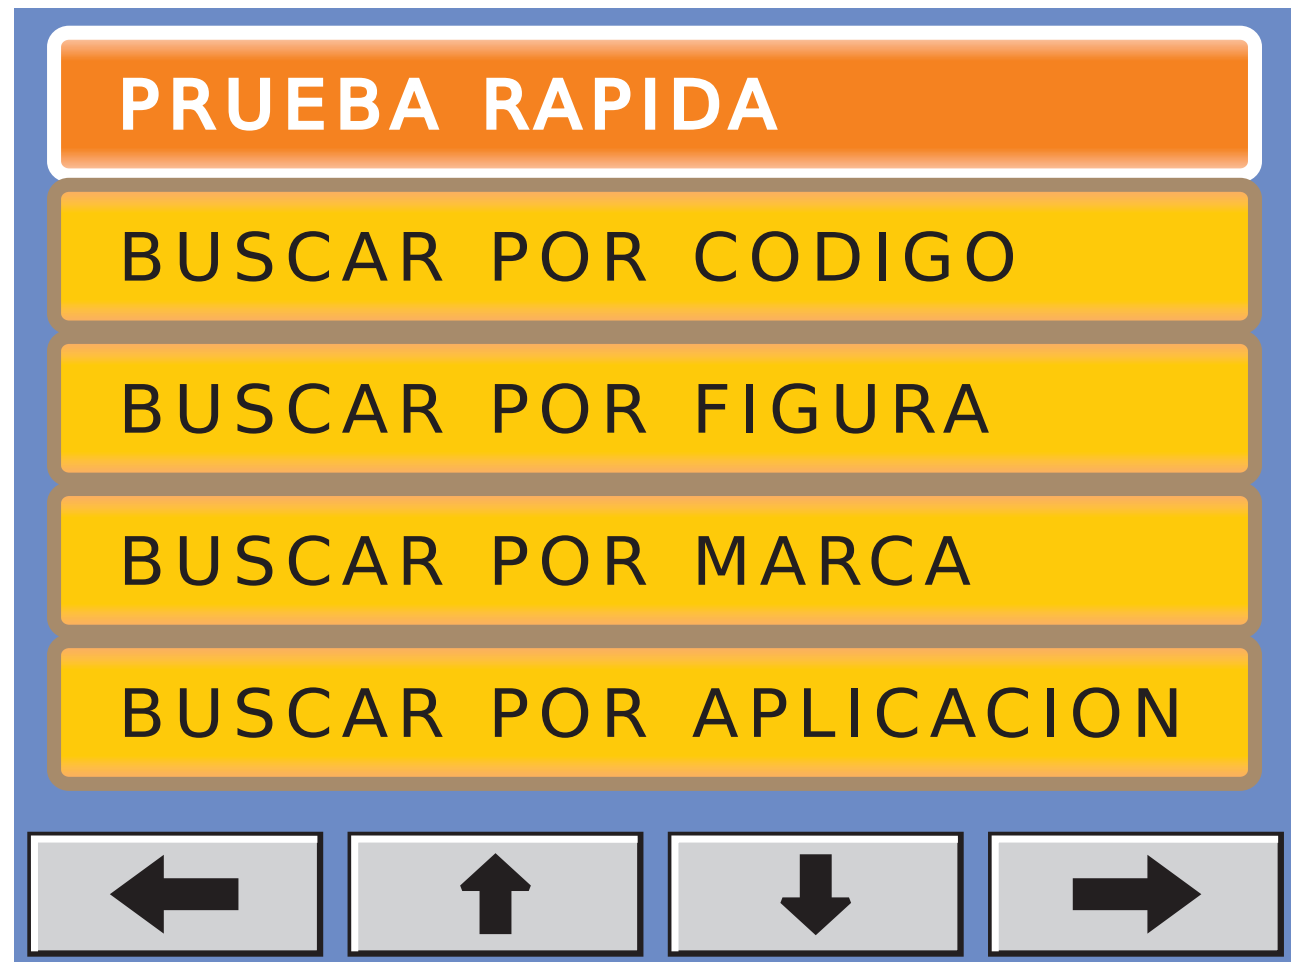 PRUEBA RAPIDA
BUSCAR POR CODIGO
BUSCAR POR FIGURA
BUSCAR POR MARCA
BUSCAR POR APLICACION